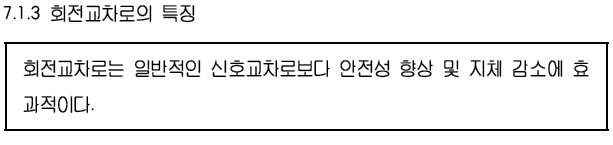 7.1.3 회전교차로의 특징
회전교차로는 일반적인 신호교차로보다 안전성 향상 및 지체 감소에 효
과적이다.